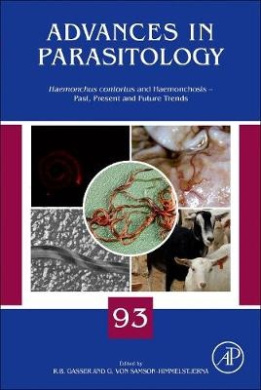 ADVANCES IN
PARASITOLOGY
Haemonchus contortus and Haemonchosis –
Past, Present and Future Trends
93
Edited by
R.B. GASSER AND G. VON SAMSON-HIMMELSTJERNA
AP